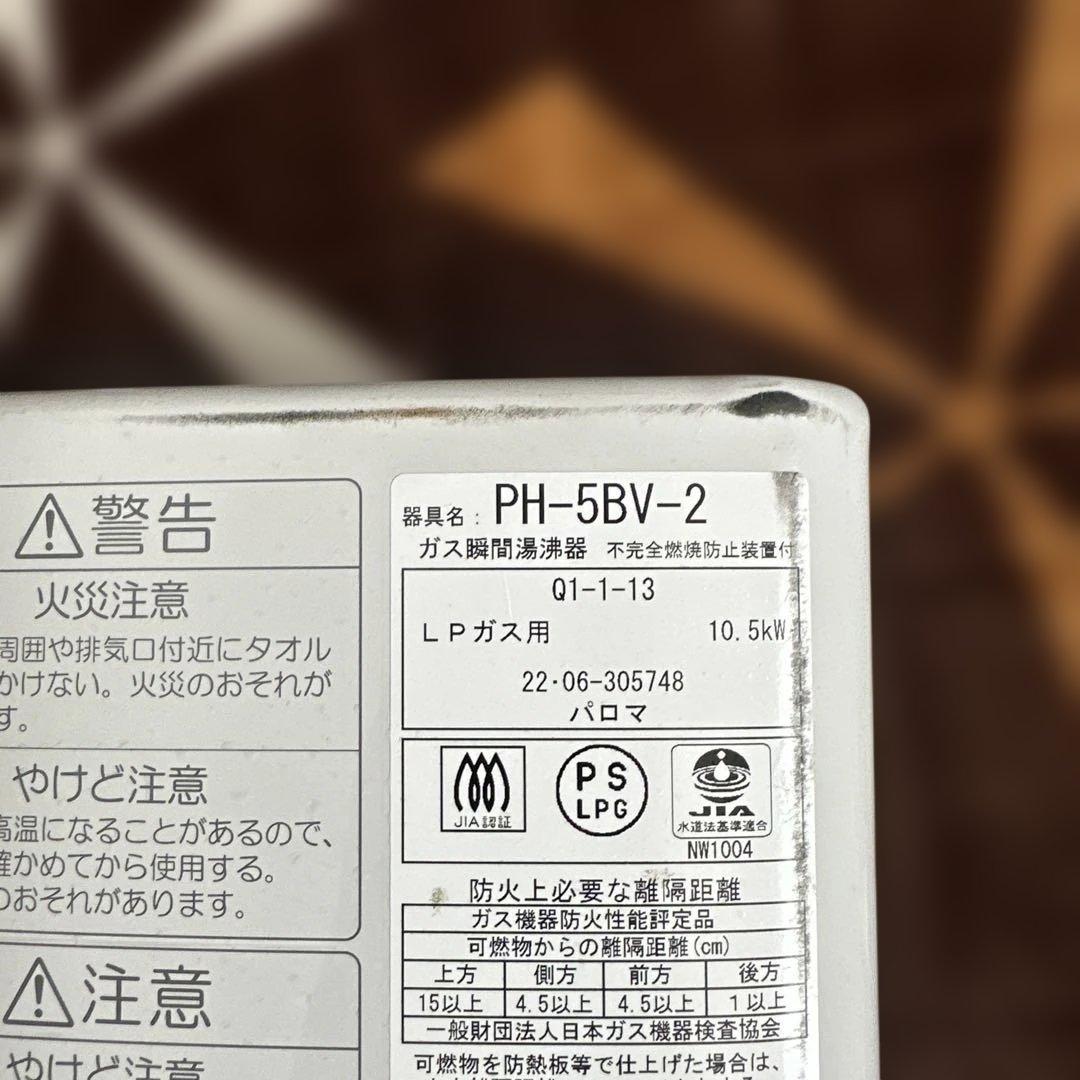 警告
火災注意
周囲や排気口付近にタオル
かけない。火災のおそれが
す。
やけど注意
高温になることがあるので、
確かめてから使用する。
のおそれがあります。
注意
やけど注意
器具名: PH-5BV-2
ガス瞬間湯沸器 不完全燃焼防止装置付
Q1-1-13
LPガス用 10.5kW
22・06-305748
パロマ
JIA認証
PS
LPG
JIA
水道法基準適合
NW1004
防火上必要な離隔距離
ガス機器防火性能評定品
可燃物からの離隔距離(cm)
上方 側方 前方 後方
15以上 4.5以上 4.5以上 1以上
一般財団法人日本ガス機器検査協会
可燃物を防熱板等で仕上げた場合は、